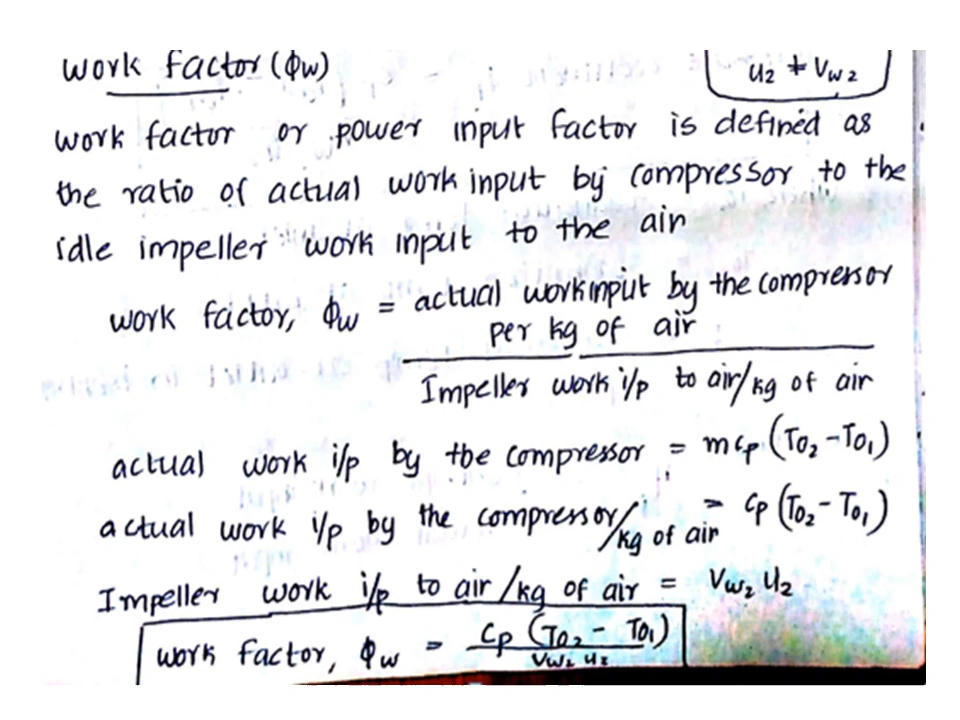 work factor (ϕw)
u2 ≠ Vw2
work factor or power input factor is defined as
the ratio of actual work input by compressor to the
idle impeller work input to the air
work factor, ϕw = actual work input by the compressor
per kg of air
Impeller work i/p to air/kg of air
actual work i/p by the compressor = mcp (To2 - To1)
actual work i/p by the compressor/kg of air = cp (To2 - To1)
Impeller work i/p to air/kg of air = Vw2 U2
work factor, ϕw = cp (To2 - To1)
Vw2 u2